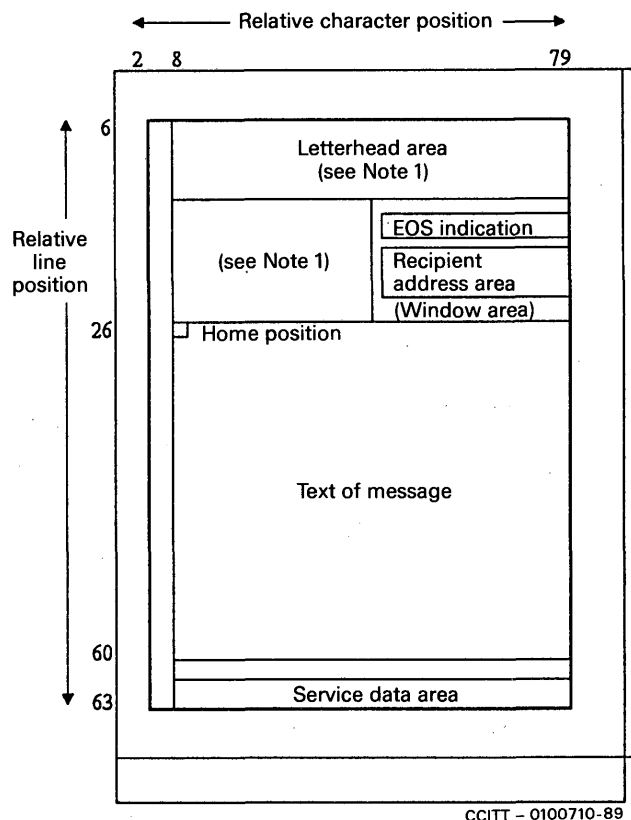 Relative character position
2 8 79
6
Letterhead area
(see Note 1)
EOS indication
Relative
line
position
(see Note 1)
Recipient
address area
(Window area)
26
Home position
Text of message
60
63
Service data area
CCITT – 0100710-89